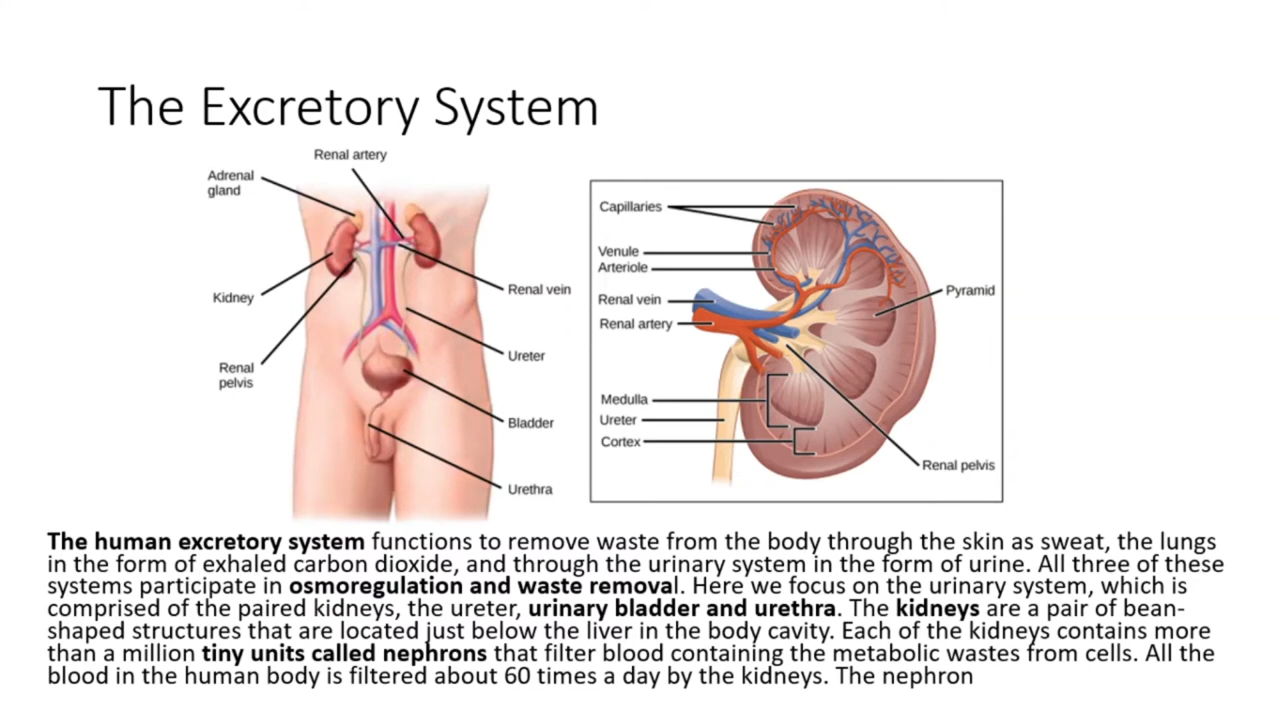 The Excretory System
Renal artery
Adrenal
gland
Kidney
Renal
pelvis
Renal vein
Ureter
Bladder
Urethra
Capillaries
Venule
Arteriole
Renal vein
Renal artery
Medulla
Ureter
Cortex
Pyramid
Renal pelvis
The human excretory system functions to remove waste from the body through the skin as sweat, the lungs
in the form of exhaled carbon dioxide, and through the urinary system in the form of urine. All three of these
systems participate in osmoregulation and waste removal. Here we focus on the urinary system, which is
comprised of the paired kidneys, the ureter, urinary bladder and urethra. The kidneys are a pair of bean-
shaped structures that are located just below the liver in the body cavity. Each of the kidneys contains more
than a million tiny units called nephrons that filter blood containing the metabolic wastes from cells. All the
blood in the human body is filtered about 60 times a day by the kidneys. The nephron